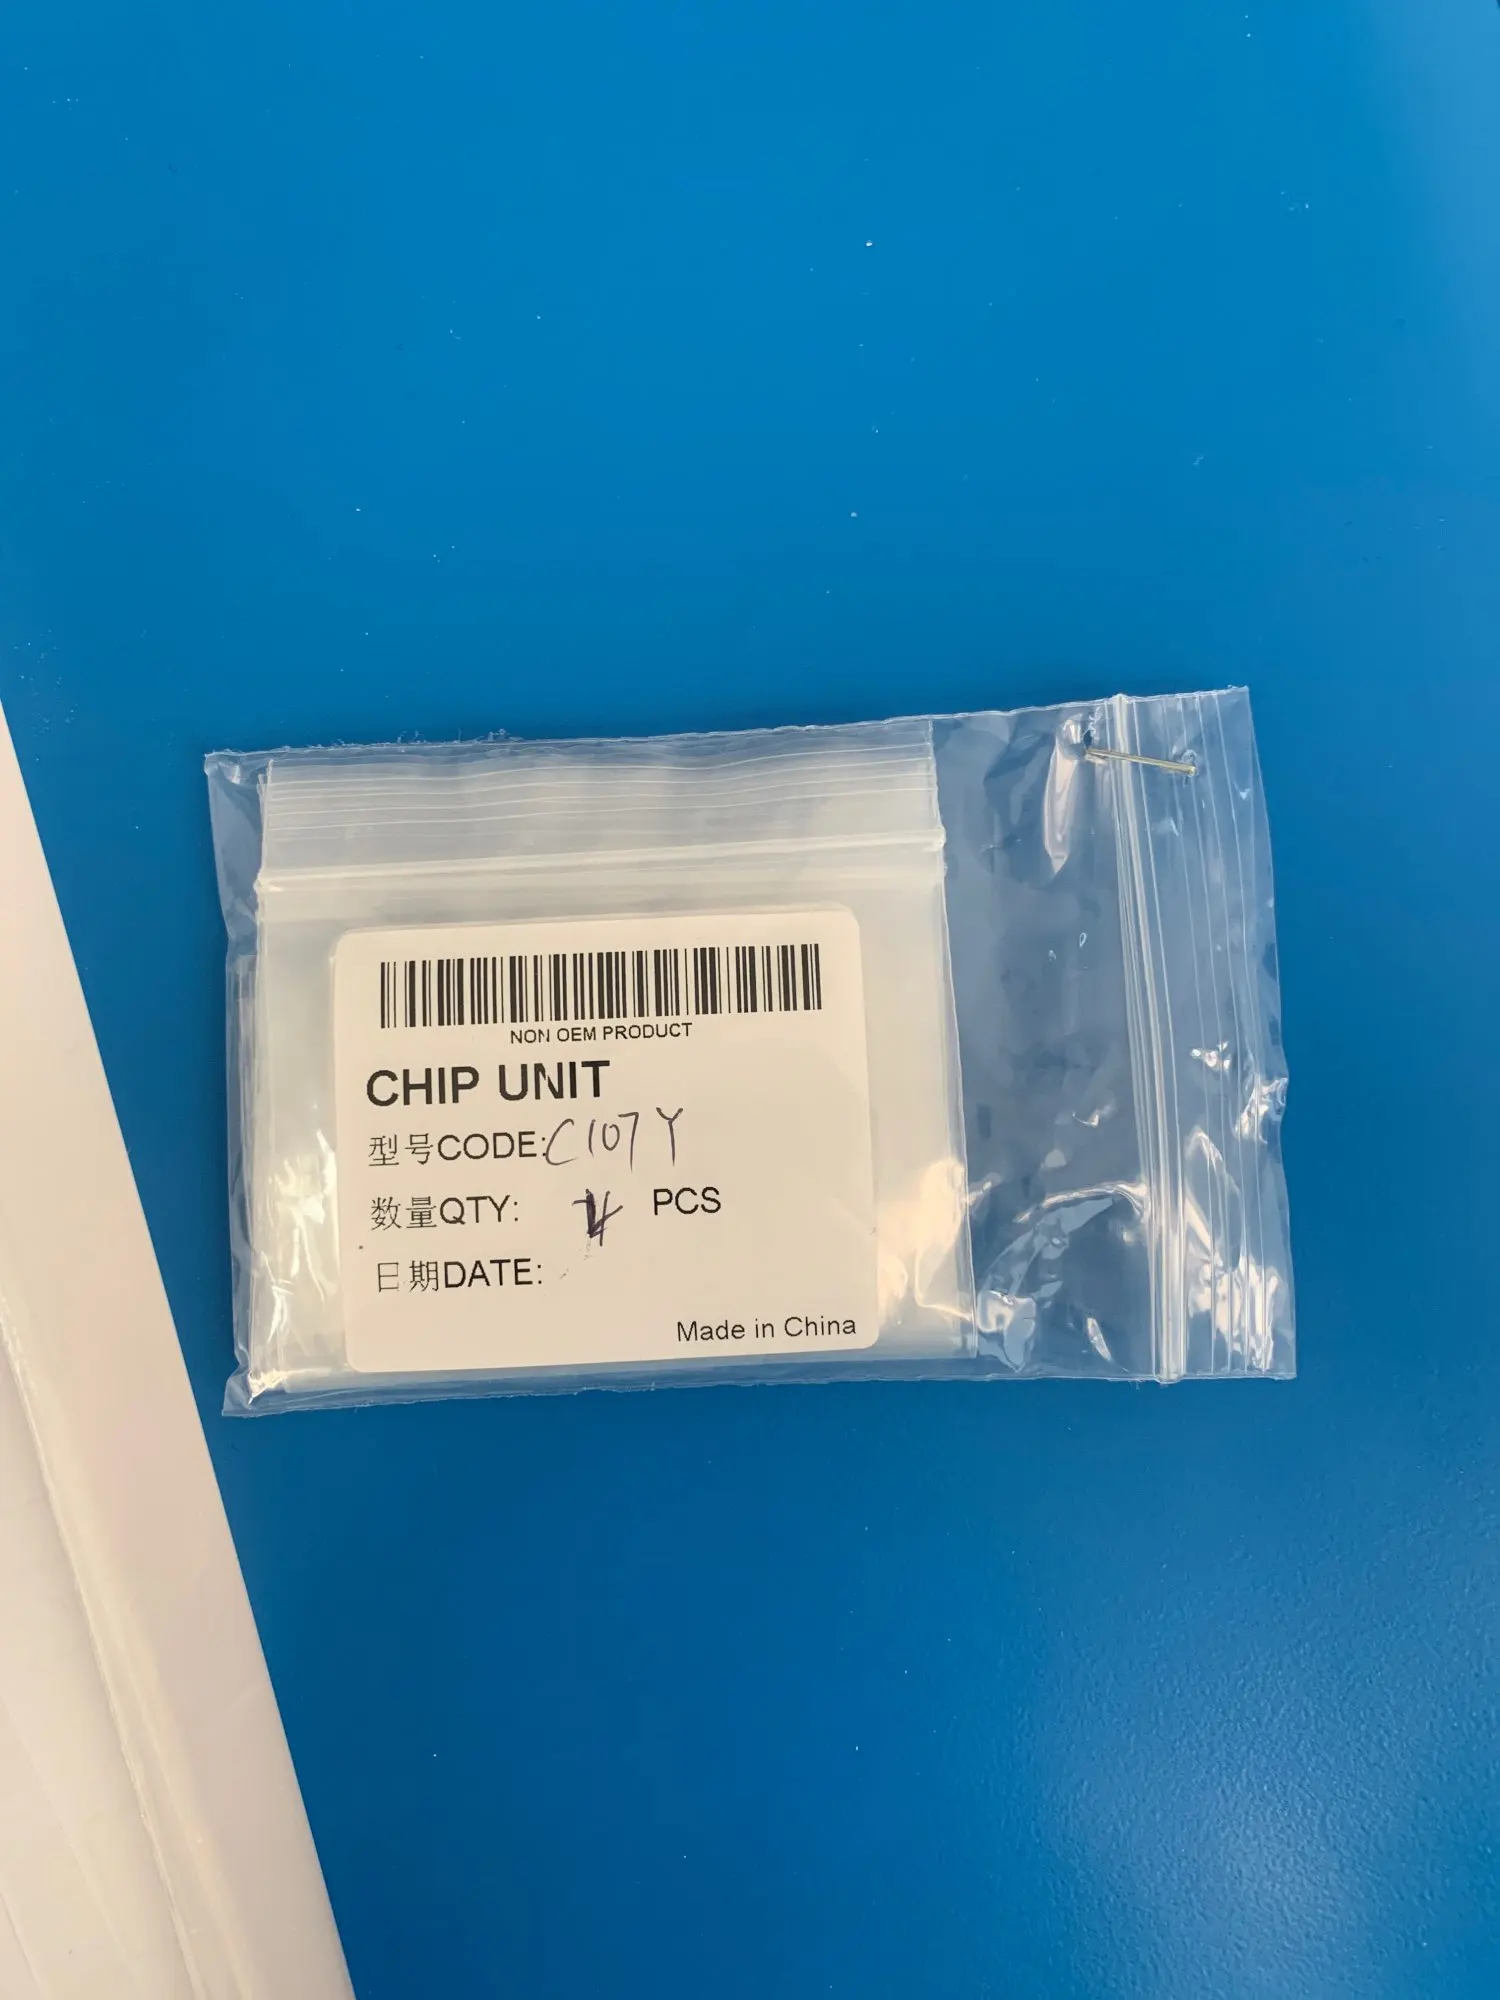 NON OEM PRODUCT
CHIP UNIT
型号CODE: C107Y
数量QTY: PCS
日期DATE:
Made in China